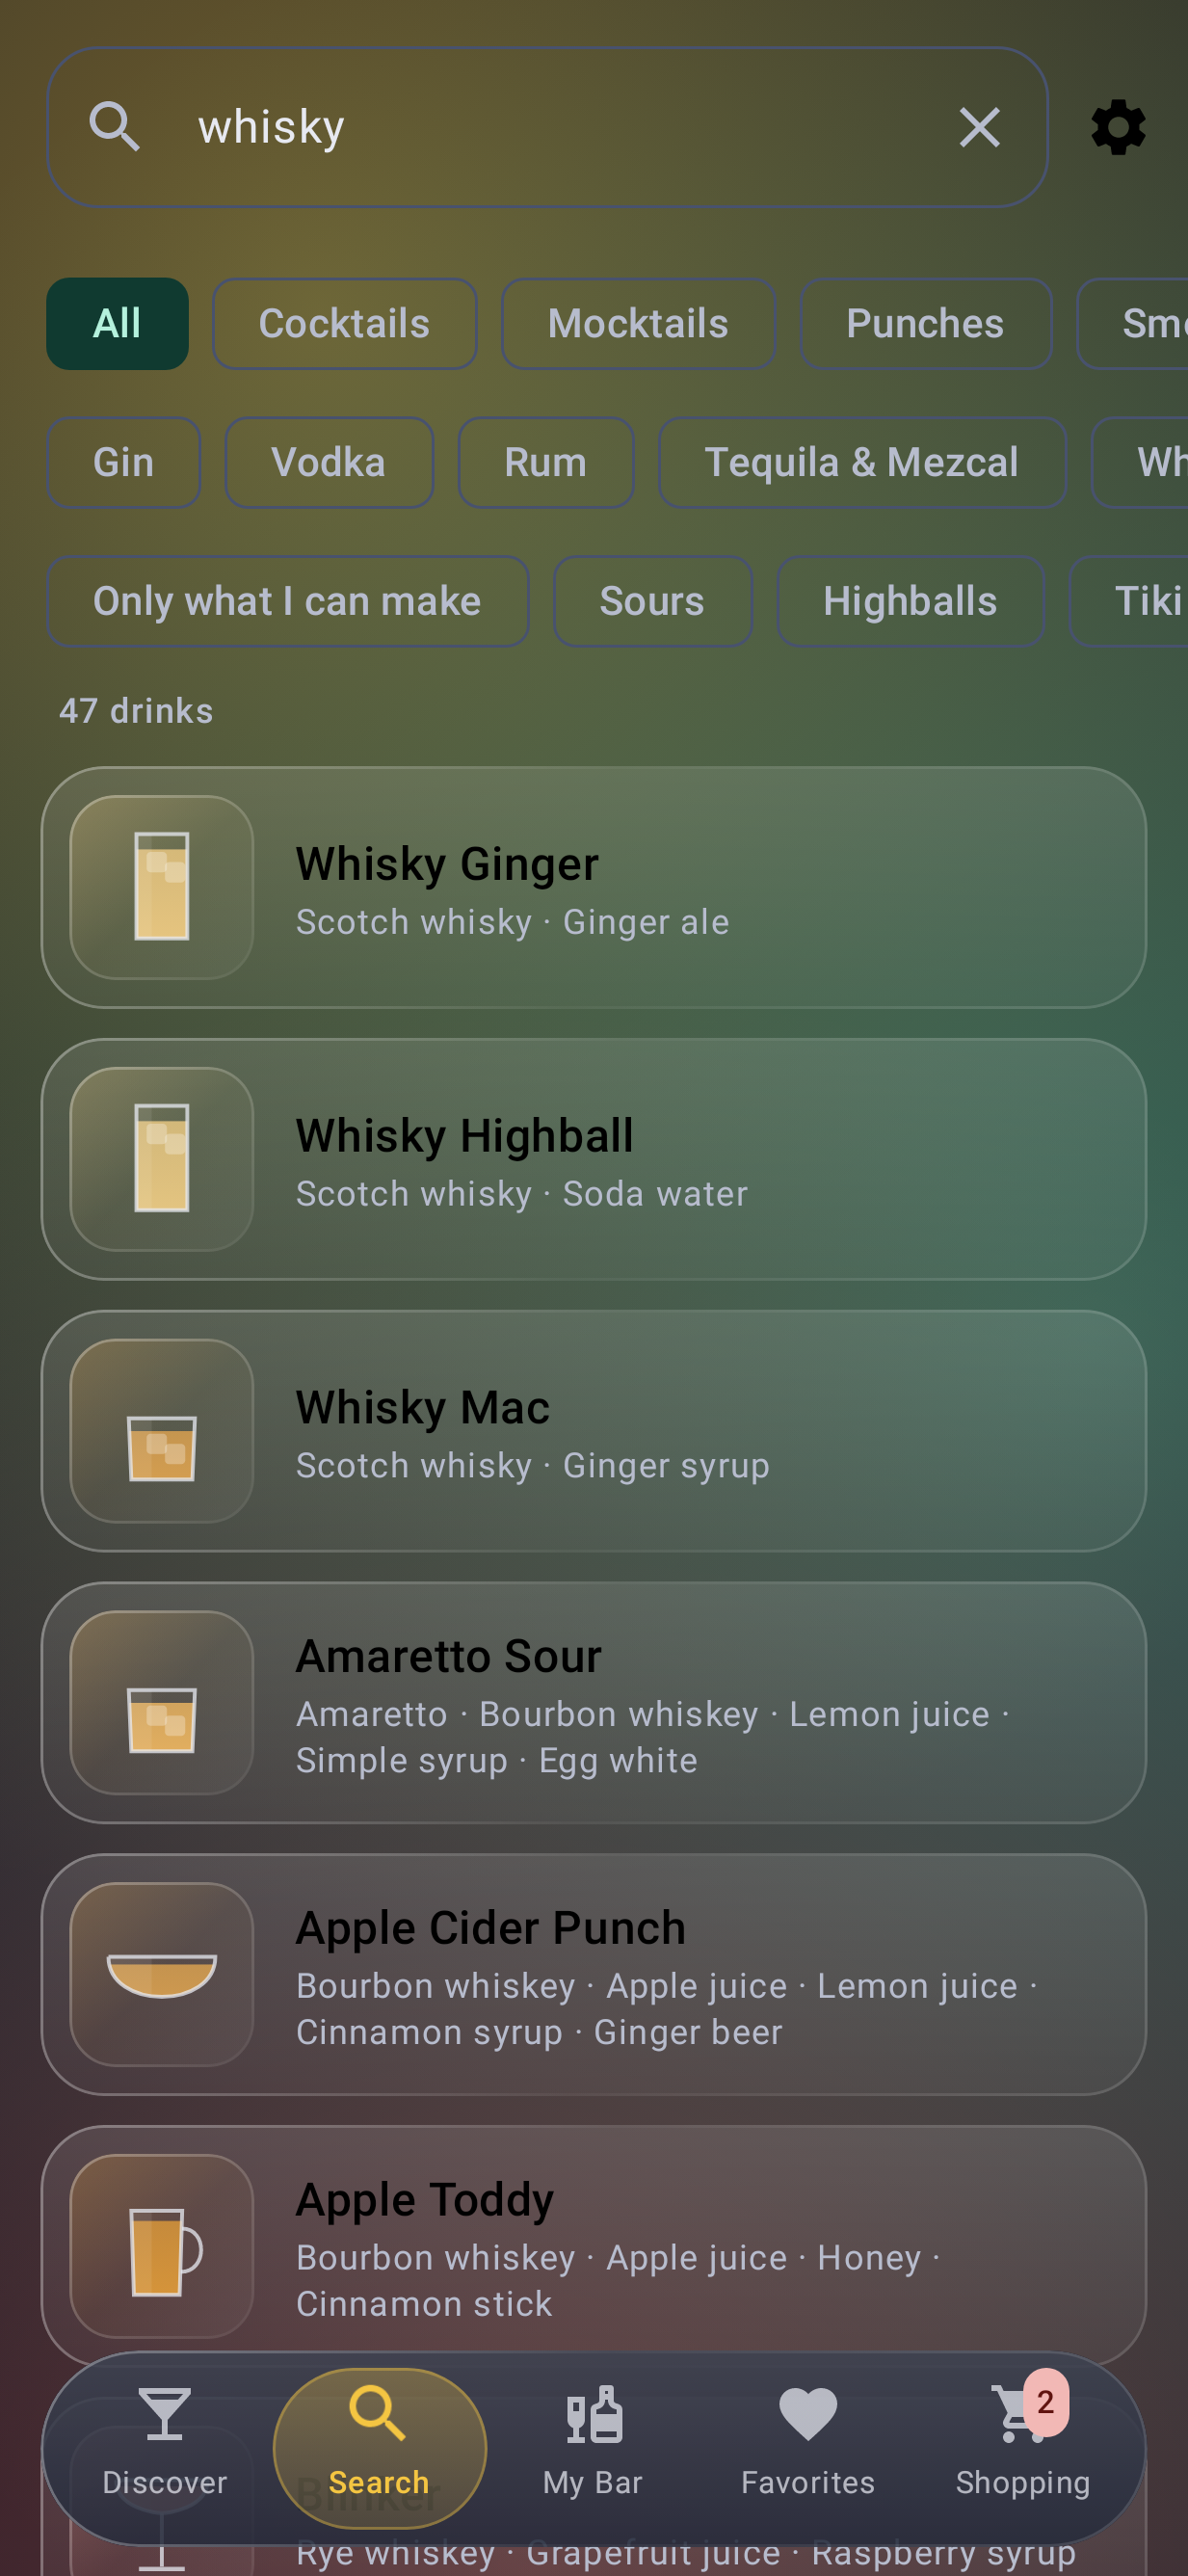 whisky
All Cocktails Mocktails Punches Smo
Gin Vodka Rum Tequila & Mezcal Wh
Only what I can make Sours Highballs Tiki
47 drinks
Whisky Ginger
Scotch whisky · Ginger ale
Whisky Highball
Scotch whisky · Soda water
Whisky Mac
Scotch whisky · Ginger syrup
Amaretto Sour
Amaretto · Bourbon whiskey · Lemon juice ·
Simple syrup · Egg white
Apple Cider Punch
Bourbon whiskey · Apple juice · Lemon juice ·
Cinnamon syrup · Ginger beer
Apple Toddy
Bourbon whiskey · Apple juice · Honey ·
Cinnamon stick
2
Discover Search My Bar Favorites Shopping
Blinker
Rye whiskey · Grapefruit juice · Raspberry syrup